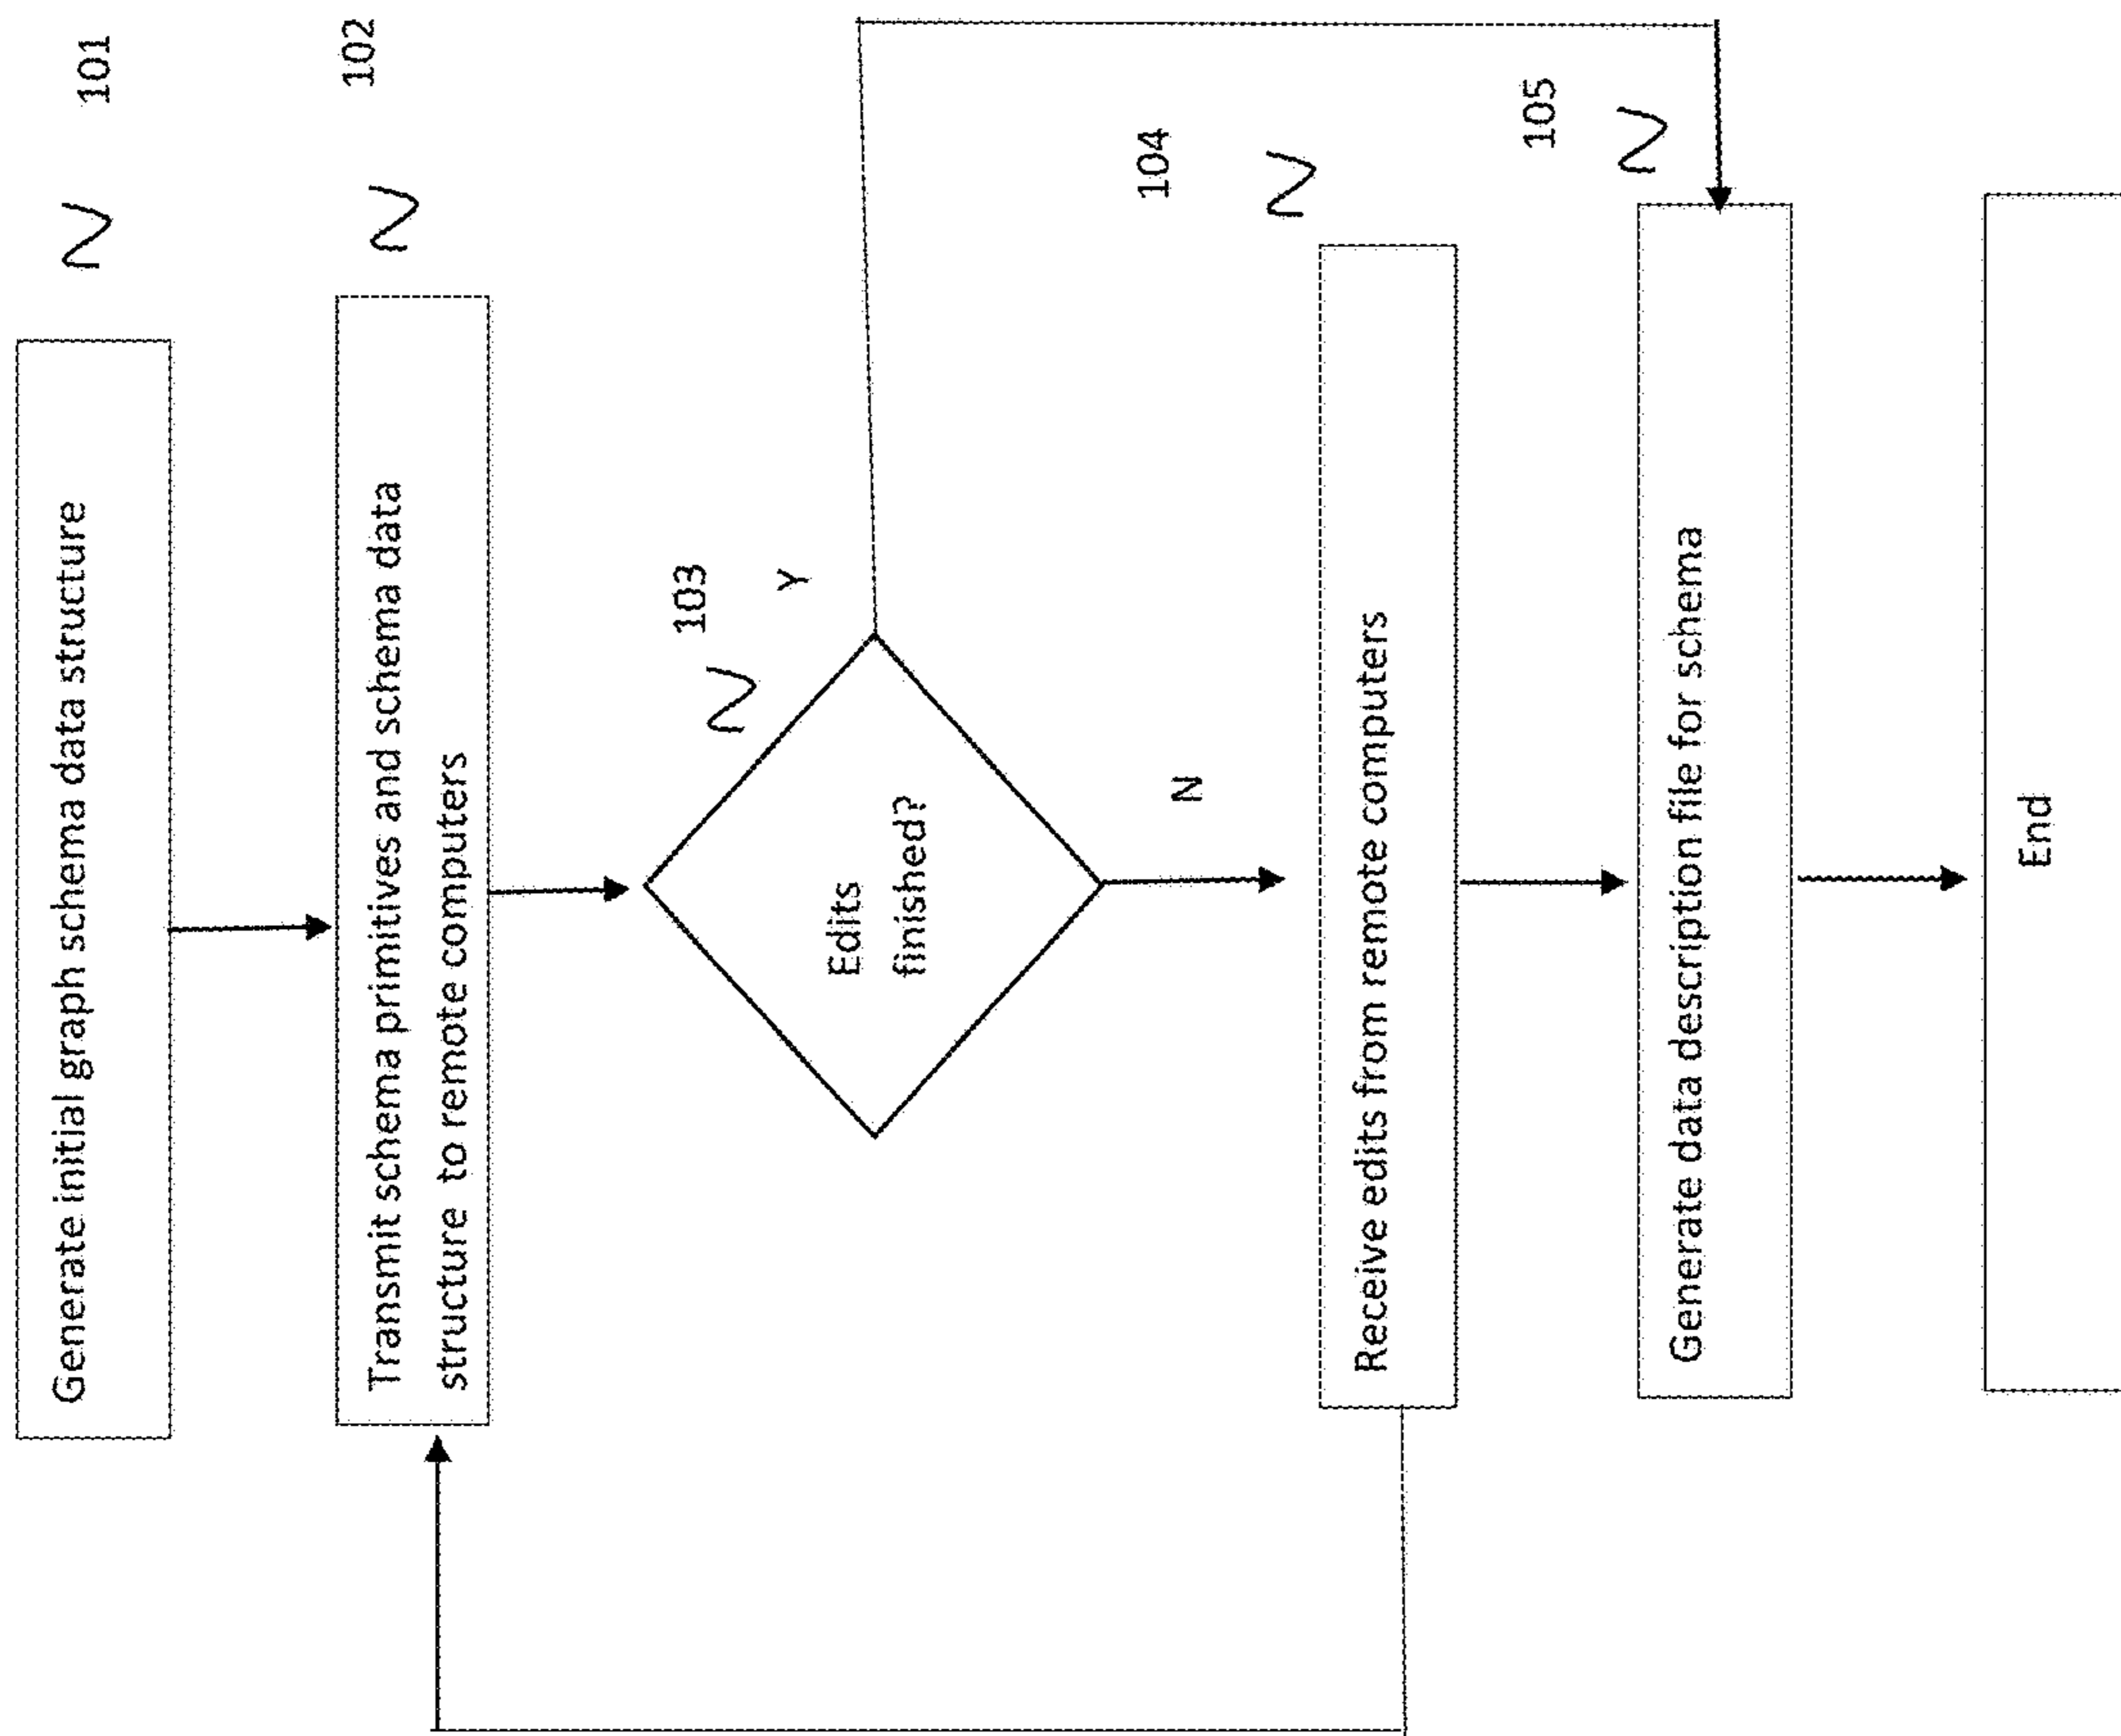 Generate initial graph schema data structure
101
Transmit schema primitives and schema data
structure to remote computers
102
Edits
finished?
103
Y
N
Receive edits from remote computers
104
Generate data description file for schema
105
End